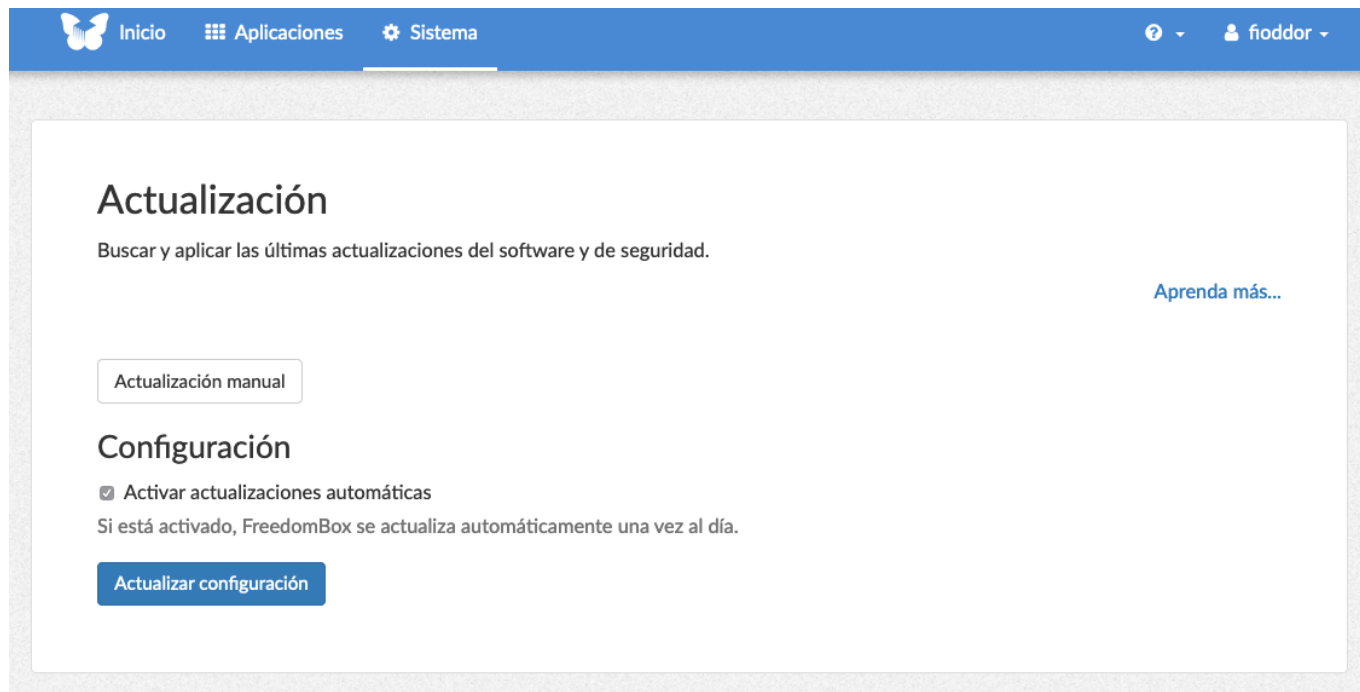 Inicio Aplicaciones Sistema fioddor
Actualización
Buscar y aplicar las últimas actualizaciones del software y de seguridad.
Aprenda más...
Actualización manual
Configuración
Activar actualizaciones automáticas
Si está activado, FreedomBox se actualiza automáticamente una vez al día.
Actualizar configuración